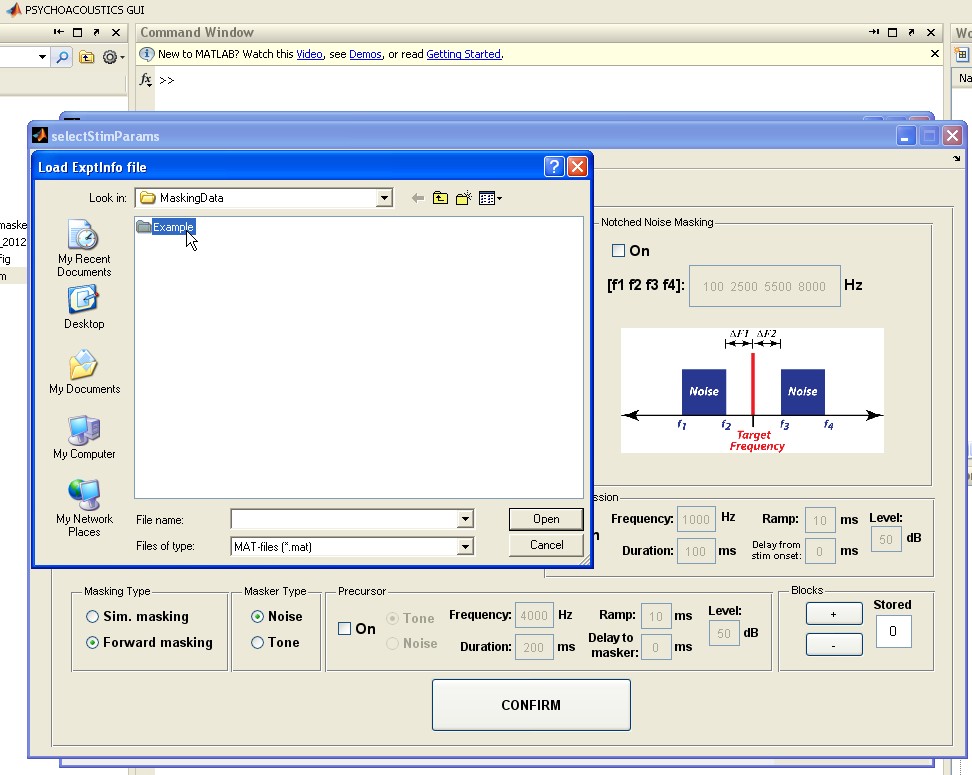 PSYCHOACOUSTICS GUI
Command Window
Wo
New to MATLAB? Watch this Video, see Demos, or read Getting Started.
Na
fx >>
selectStimParams
Load ExptInfo file
Look in: MaskingData
Example
My Recent
Documents
Desktop
My Documents
My Computer
My Network
Places
File name:
Open
Files of type: MAT-files (*.mat)
Cancel
maske
_2012
fig
m
Notched Noise Masking
On
[f1 f2 f3 f4]: 100 2500 5500 8000 Hz
ΔF1 ΔF2
Noise Noise
f1 f2 f3 f4
Target
Frequency
ssion
n
Frequency: 1000 Hz Ramp: 10 ms Level:
50 dB
Duration: 100 ms Delay from
stim onset: 0 ms
Masking Type
Sim. masking
Forward masking
Masker Type
Noise
Tone
Precursor
On
Tone
Noise
Frequency: 4000 Hz Ramp: 10 ms Level:
50 dB
Duration: 200 ms Delay to
masker: 0 ms
Blocks
+
-
Stored
0
CONFIRM